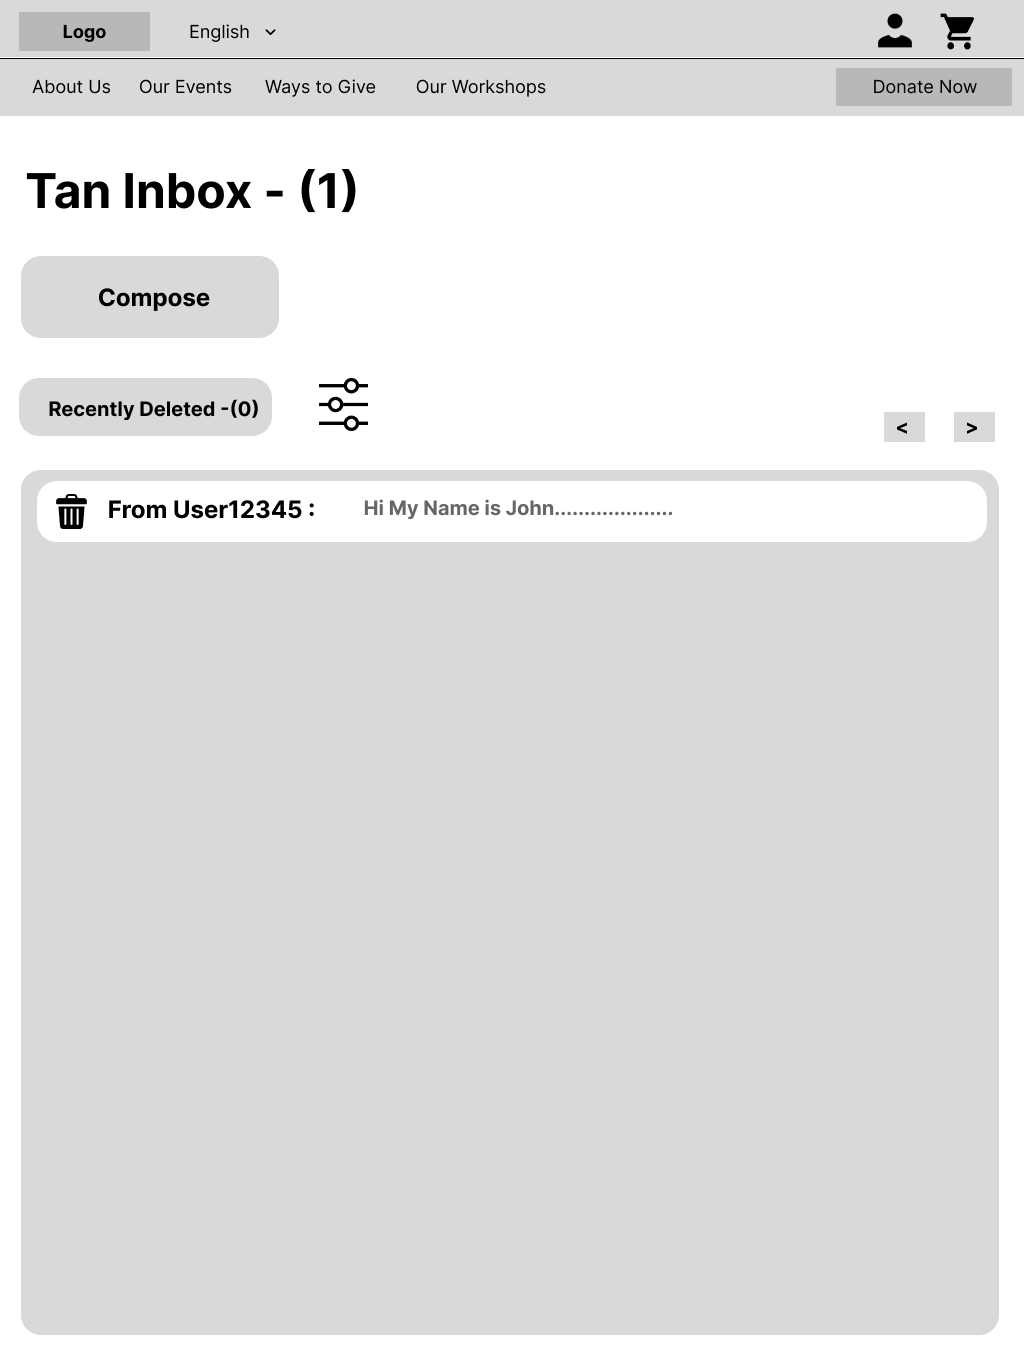 Logo
English
About Us
Our Events
Ways to Give
Our Workshops
Donate Now
Tan Inbox - (1)
Compose
Recently Deleted -(0)
<
>
From User12345 :
Hi My Name is John....................